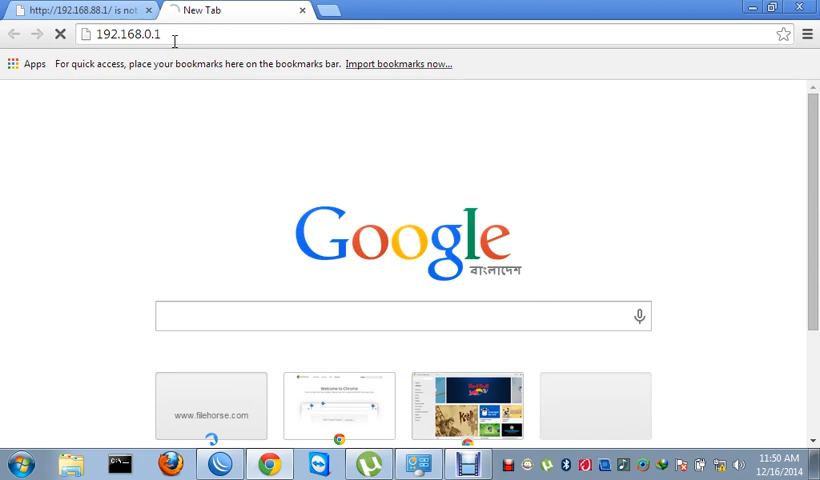 http://192.168.88.1/ is not
New Tab
192.168.0.1
Apps
For quick access, place your bookmarks here on the bookmarks bar. Import bookmarks now...
Google
বাংলাদেশ
www.filehorse.com
Welcome to Chrome
11:50 AM
12/16/2014